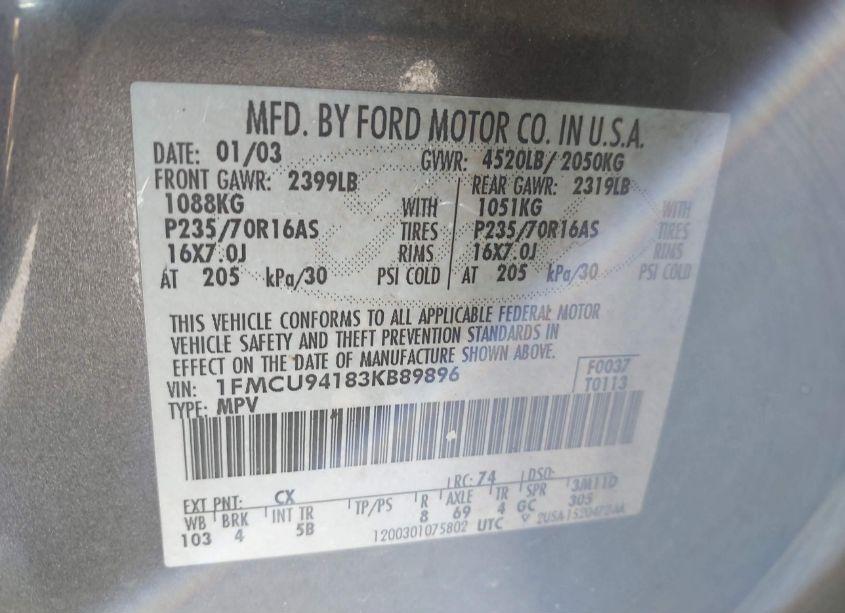 MFD. BY FORD MOTOR CO. IN U.S.A.
DATE: 01/03 GVWR: 4520LB/ 2050KG
FRONT GAWR: 2399LB REAR GAWR: 2319LB
1088KG WITH 1051KG WITH
P235/70R16AS TIRES P235/70R16AS TIRES
16X7.0J RIMS 16X7.0J RIMS
AT 205 kPa/30 PSI COLD AT 205 kPa/30 PSI COLD
THIS VEHICLE CONFORMS TO ALL APPLICABLE FEDERAL MOTOR
VEHICLE SAFETY AND THEFT PREVENTION STANDARDS IN
EFFECT ON THE DATE OF MANUFACTURE SHOWN ABOVE.
VIN: 1FMCU94183KB89896 F0037
TYPE: MPV T0113
EXT PNT: CX RC: 74 DSO:
WB BRK INT TR TP/PS R AXLE TR SPR 3M11D
103 4 5B 8 69 4 GC 305
1200301075802 UTC